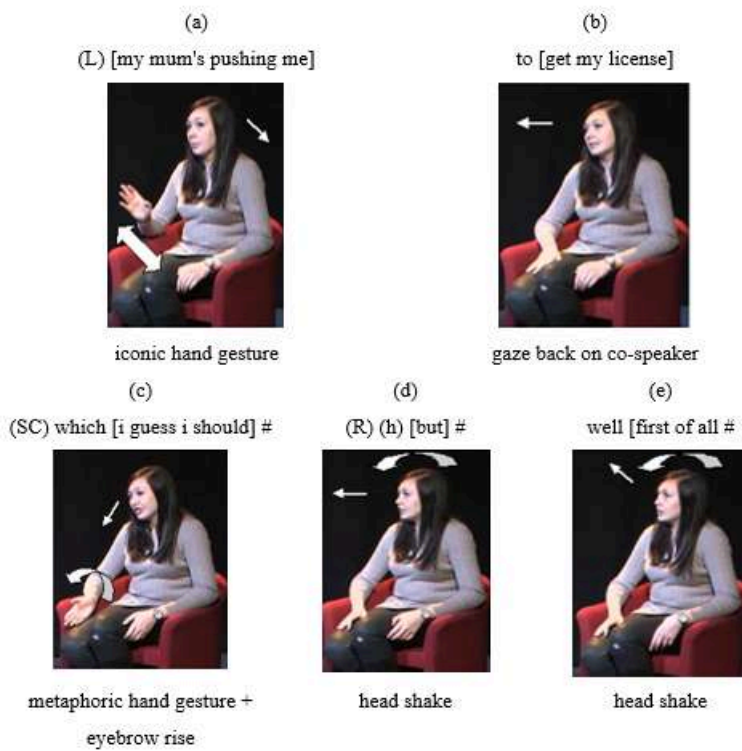 (a)
(L) [my mum's pushing me]
iconic hand gesture
(b)
to [get my license]
gaze back on co-speaker
(c)
(SC) which [i guess i should] #
metaphoric hand gesture +
eyebrow rise
(d)
(R) (h) [but] #
head shake
(e)
well [first of all #
head shake